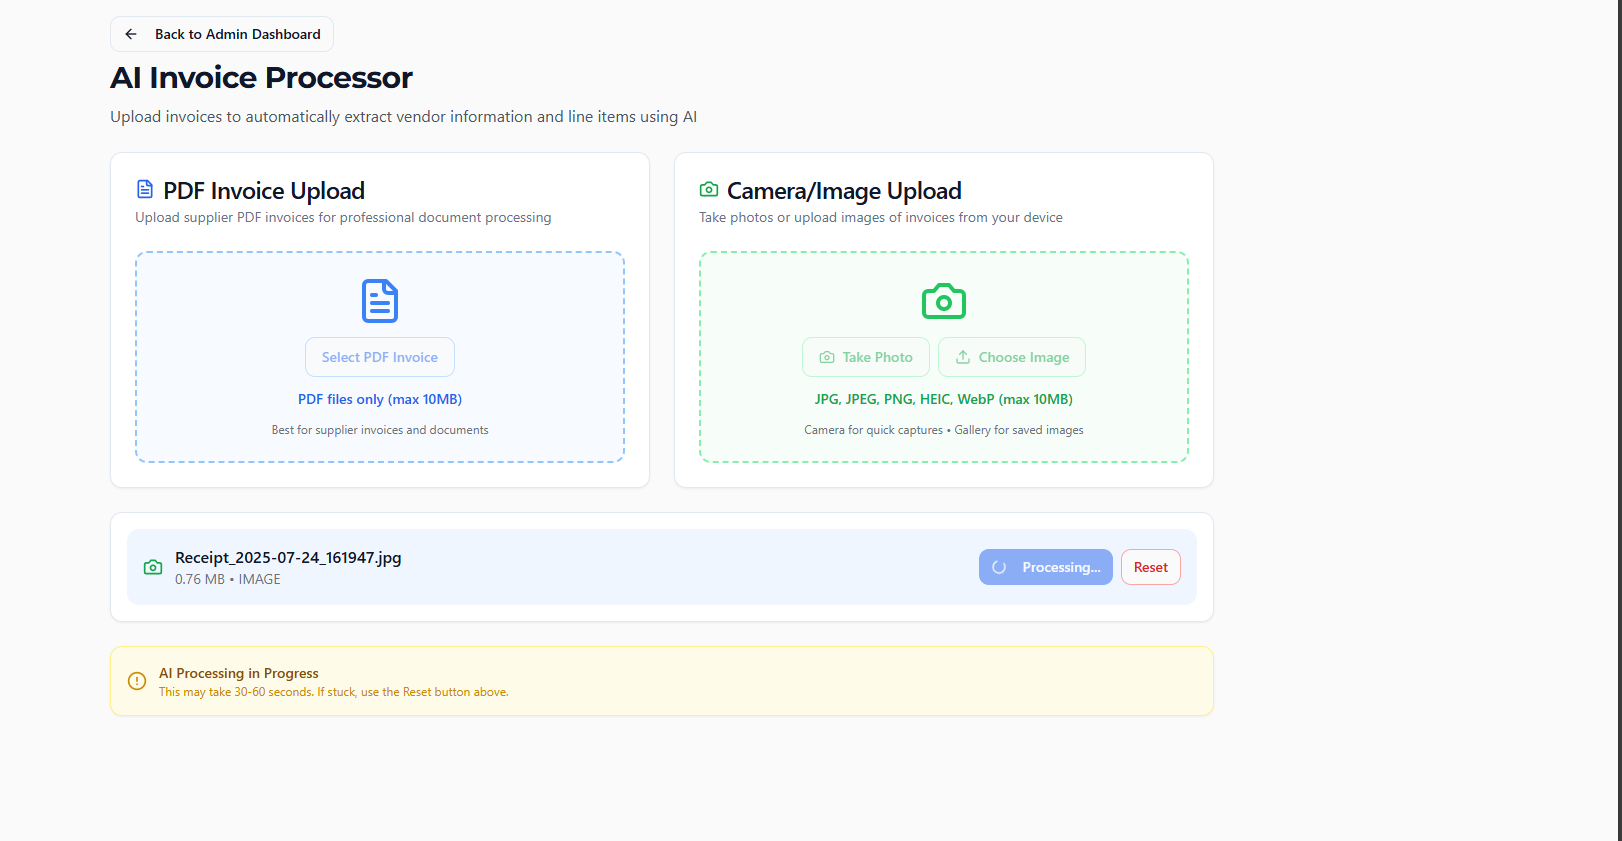 Back to Admin Dashboard
AI Invoice Processor
Upload invoices to automatically extract vendor information and line items using AI
PDF Invoice Upload
Upload supplier PDF invoices for professional document processing
Select PDF Invoice
PDF files only (max 10MB)
Best for supplier invoices and documents
Camera/Image Upload
Take photos or upload images of invoices from your device
Take Photo
Choose Image
JPG, JPEG, PNG, HEIC, WebP (max 10MB)
Camera for quick captures • Gallery for saved images
Receipt_2025-07-24_161947.jpg
0.76 MB • IMAGE
Processing...
Reset
AI Processing in Progress
This may take 30-60 seconds. If stuck, use the Reset button above.